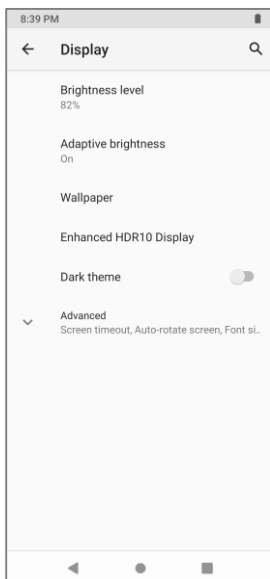 8:39 PM
Display
Brightness level
82%
Adaptive brightness
On
Wallpaper
Enhanced HDR10 Display
Dark theme
Advanced
Screen timeout, Auto-rotate screen, Font si..